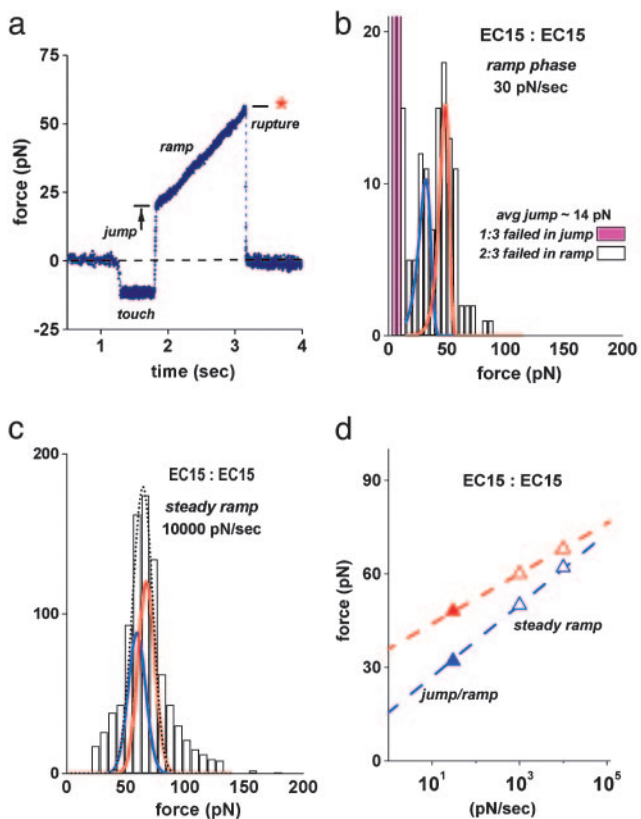 a
force (pN)
50
25
0
-25
ramp
rupture
jump
touch
1
2
3
4
time (sec)
b
EC15 : EC15
ramp phase
30 pN/sec
20
10
0
avg jump ~ 14 pN
1:3 failed in jump
2:3 failed in ramp
0
50
100
150
200
force (pN)
c
200
100
0
EC15 : EC15
steady ramp
10000 pN/sec
0
50
100
150
200
force (pN)
d
EC15 : EC15
force (pN)
90
60
30
0
steady ramp
jump/ramp
10¹
10³
10⁵
(pN/sec)